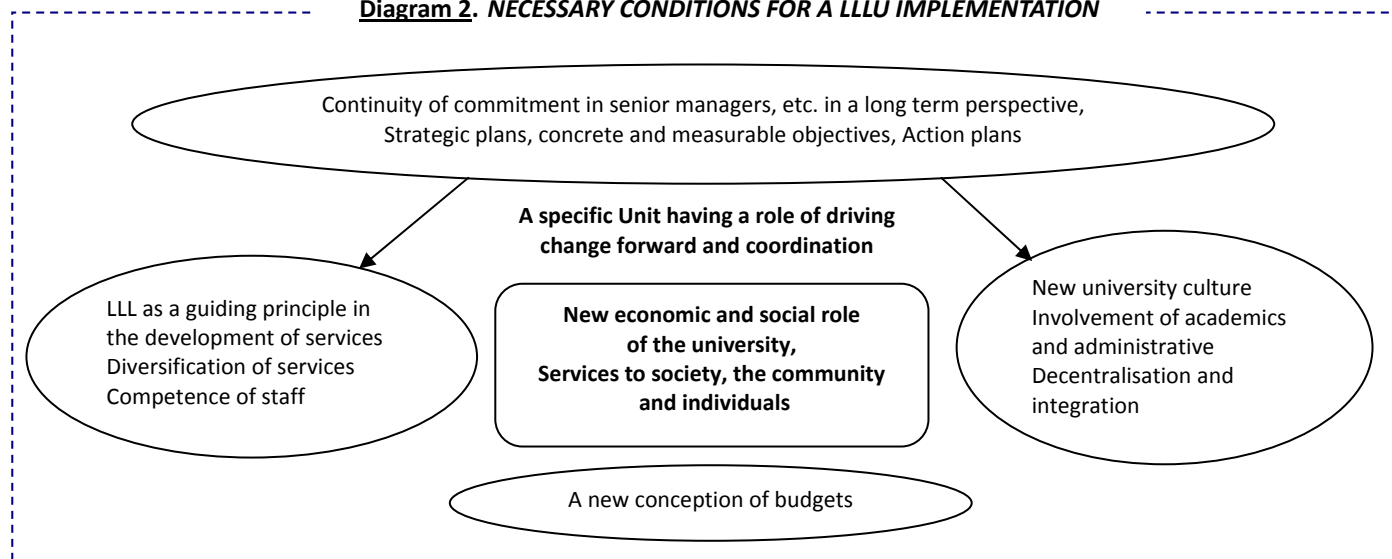 Diagram 2. NECESSARY CONDITIONS FOR A LLLU IMPLEMENTATION
Continuity of commitment in senior managers, etc. in a long term perspective,
Strategic plans, concrete and measurable objectives, Action plans
A specific Unit having a role of driving
change forward and coordination
LLL as a guiding principle in
the development of services
Diversification of services
Competence of staff
New economic and social role
of the university,
Services to society, the community
and individuals
New university culture
Involvement of academics
and administrative
Decentralisation and
integration
A new conception of budgets